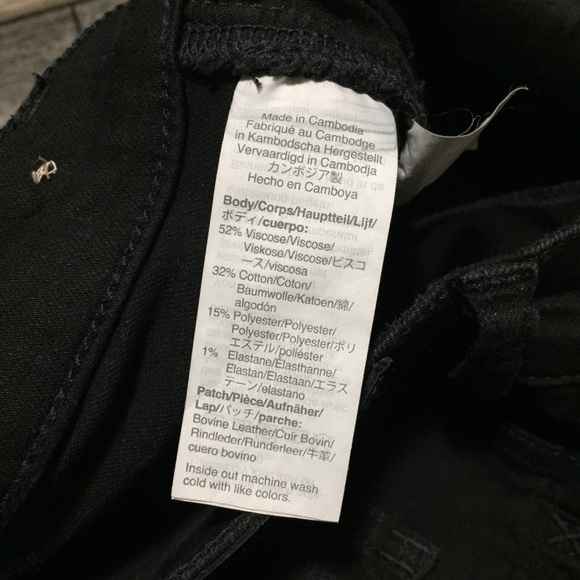 Made in Cambodia
Fabriqué au Cambodge
in Kambodscha Hergestellt
Vervaardigd in Cambodja
カンボジア製
Hecho en Camboya
Body/Corps/Hauptteil/Lijf/
ボディ/cuerpo:
52% Viscose/Viscose/
Viskose/Viscose/ビスコ
ース/viscosa
32% Cotton/Coton/
Baumwolle/Katoen/綿/
algodón
15% Polyester/Polyester/
Polyester/Polyester/ポリ
エステル/poliéster
1% Elastane/Élasthanne/
Elastan/Elastaan/エラス
テーン/elastano
Patch/Pièce/Aufnäher/
Lap/パッチ/parche:
Bovine Leather/Cuir Bovin/
Rindleder/Runderleer/牛革/
cuero bovino
Inside out machine wash
cold with like colors.